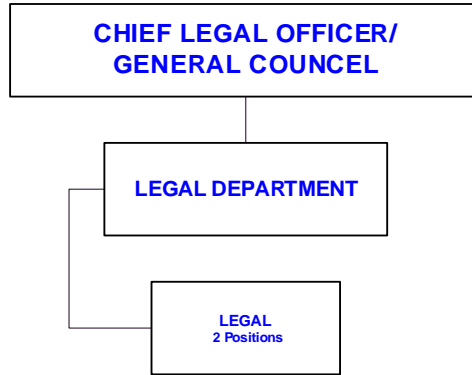 CHIEF LEGAL OFFICER/
GENERAL COUNCEL
LEGAL DEPARTMENT
LEGAL
2 Positions